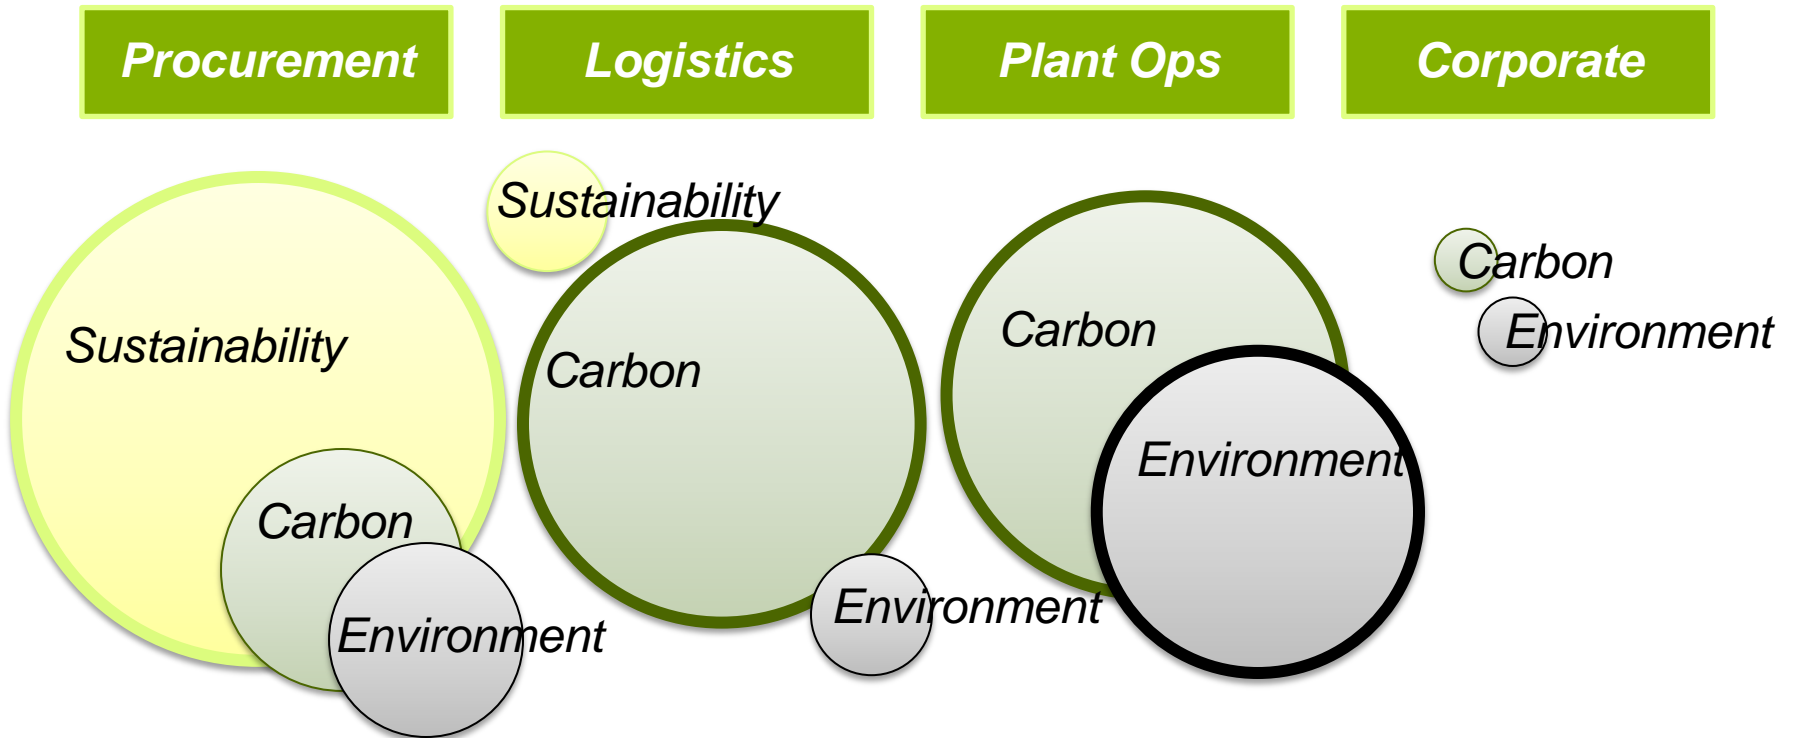 Procurement
Logistics
Plant Ops
Corporate
Sustainability
Carbon
Environment
Sustainability
Carbon
Environment
Carbon
Environment
Carbon
Environment